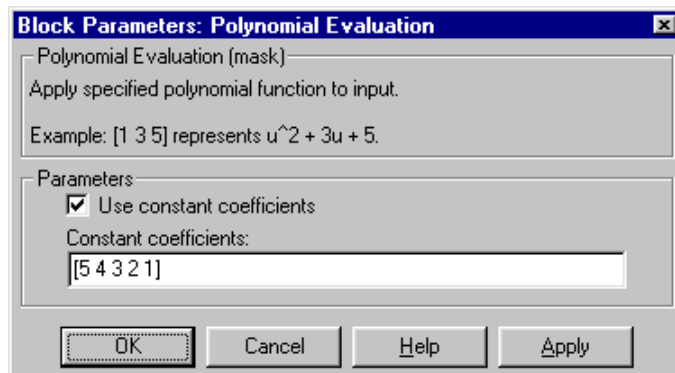 Block Parameters: Polynomial Evaluation
Polynomial Evaluation (mask)
Apply specified polynomial function to input.
Example: [1 3 5] represents u^2 + 3u + 5.
Parameters
Use constant coefficients
Constant coefficients:
[5 4 3 2 1]
OK Cancel Help Apply